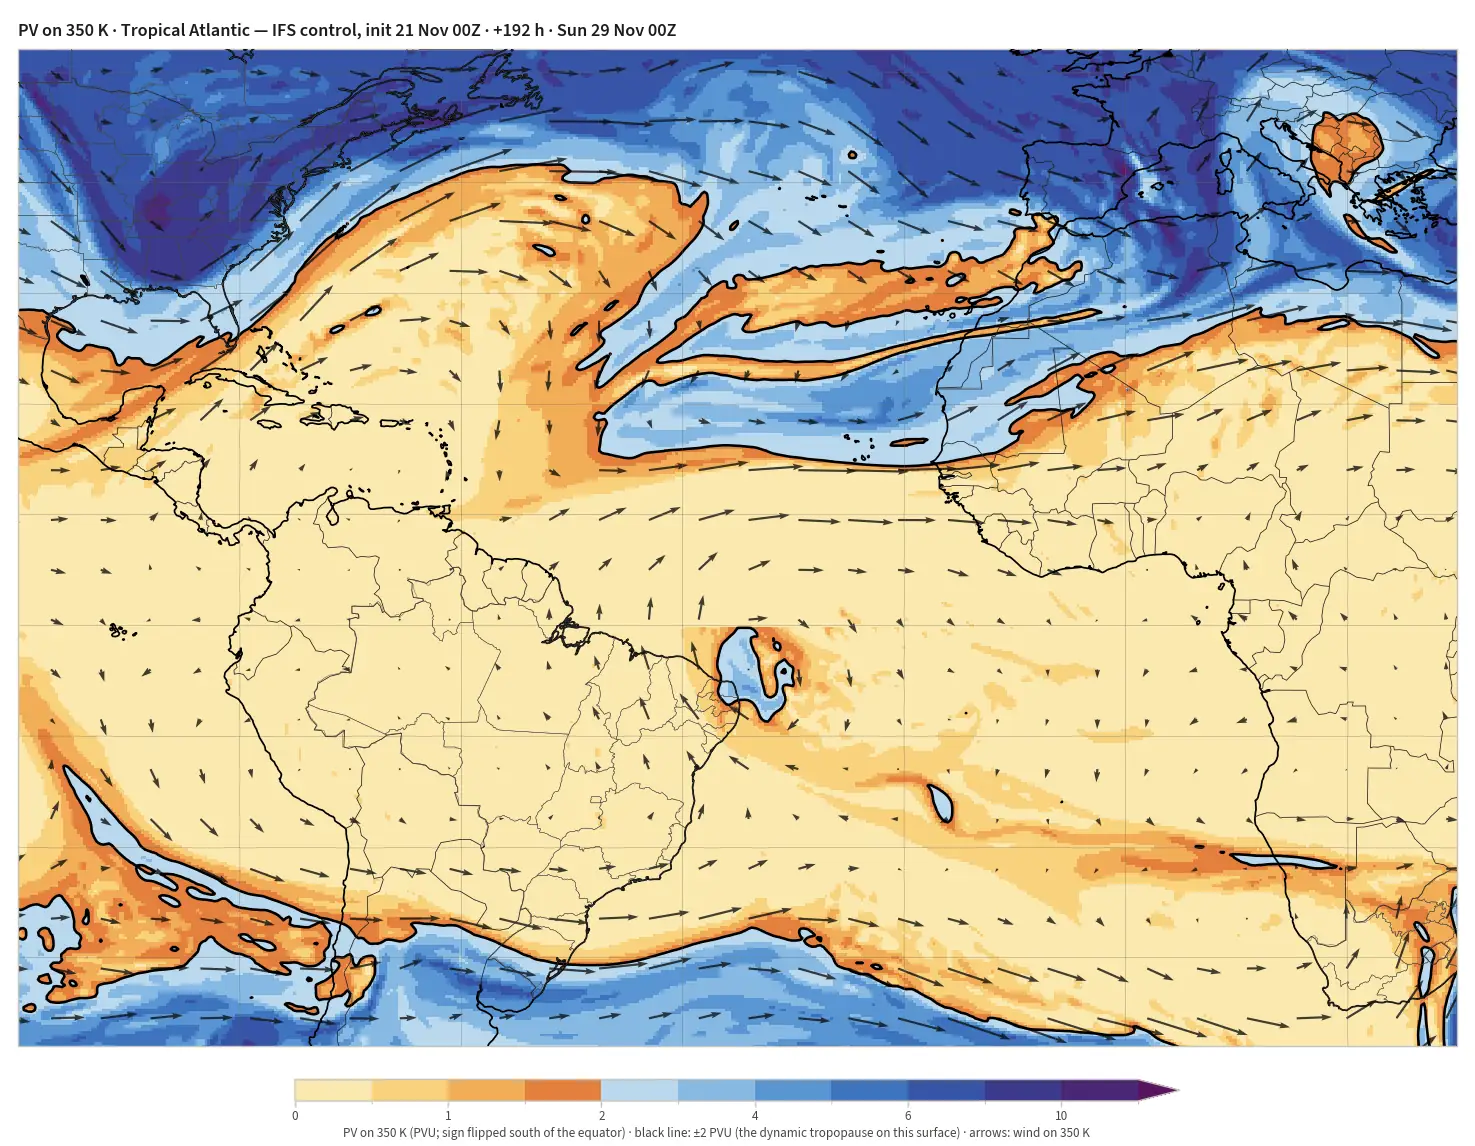 PV on 350 K · Tropical Atlantic — IFS control, init 21 Nov 00Z · +192 h · Sun 29 Nov 00Z
0 1 2 4 6 10
PV on 350 K (PVU; sign flipped south of the equator) · black line: ±2 PVU (the dynamic tropopause on this surface) · arrows: wind on 350 K